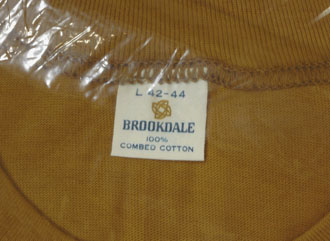 L 42-44
BROOKDALE
100%
COMBED COTTON